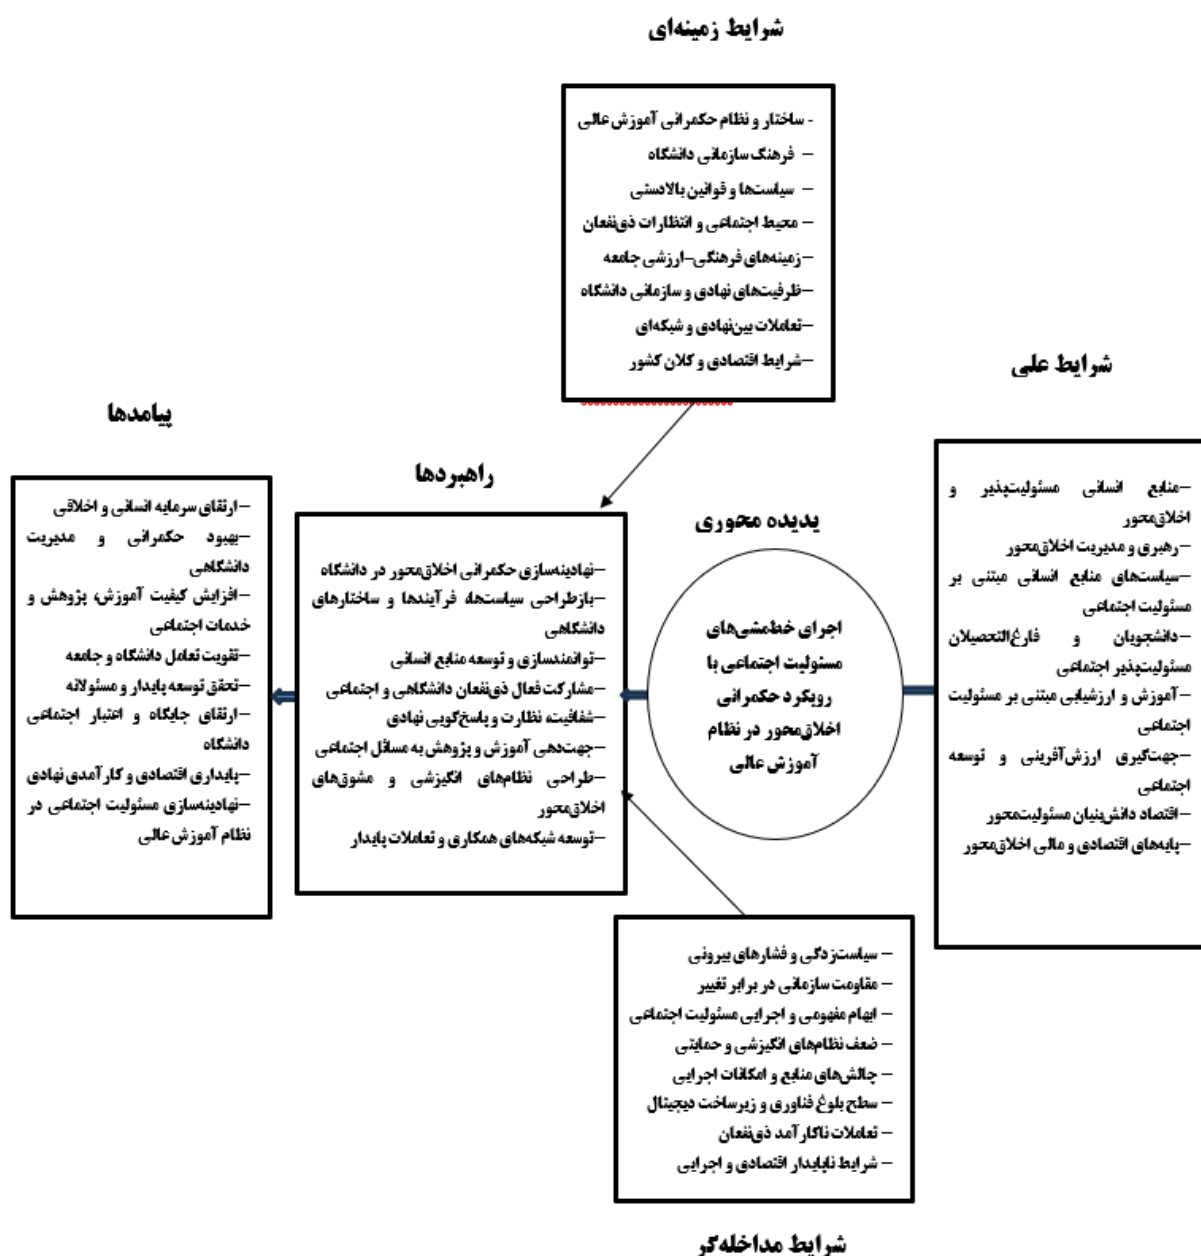 شرایط زمینه‌ای
- ساختار و نظام حکمرانی آموزش عالی
– فرهنگ سازمانی دانشگاه
– سیاست‌ها و قوانین بالادستی
– محیط اجتماعی و انتظارات ذی‌نفعان
–زمینه‌های فرهنگی–ارزشی جامعه
–ظرفیت‌های نهادی و سازمانی دانشگاه
–تعاملات بین‌نهادی و شبکه‌ای
–شرایط اقتصادی و کلان کشور
شرایط علی
–منابع انسانی مسئولیت‌پذیر و
اخلاق‌محور
–رهبری و مدیریت اخلاق‌محور
–سیاست‌های منابع انسانی مبتنی بر
مسئولیت اجتماعی
–دانشجویان و فارغ‌التحصیلان
مسئولیت‌پذیر اجتماعی
–آموزش و ارزشیابی مبتنی بر مسئولیت
اجتماعی
–جهت‌گیری ارزش‌آفرینی و توسعه
اجتماعی
–اقتصاد دانش‌بنیان مسئولیت‌محور
–پایه‌های اقتصادی و مالی اخلاق‌محور
پدیده محوری
اجرای خط‌مشی‌های
مسئولیت اجتماعی با
رویکرد حکمرانی
اخلاق‌محور در نظام
آموزش عالی
راهبردها
–نهادینه‌سازی حکمرانی اخلاق‌محور در دانشگاه
–بازطراحی سیاست‌ها، فرآیندها و ساختارهای
دانشگاهی
–توانمندسازی و توسعه منابع انسانی
–مشارکت فعال ذی‌نفعان دانشگاهی و اجتماعی
–شفافیت، نظارت و پاسخ‌گویی نهادی
–جهت‌دهی آموزش و پژوهش به مسائل اجتماعی
–طراحی نظام‌های انگیزشی و مشوق‌های
اخلاق‌محور
–توسعه شبکه‌های همکاری و تعاملات پایدار
پیامدها
–ارتقای سرمایه انسانی و اخلاقی
–بهبود حکمرانی و مدیریت
دانشگاهی
–افزایش کیفیت آموزش، پژوهش و
خدمات اجتماعی
–تقویت تعامل دانشگاه و جامعه
–تحقق توسعه پایدار و مسئولانه
–ارتقای جایگاه و اعتبار اجتماعی
دانشگاه
–پایداری اقتصادی و کارآمدی نهادی
–نهادینه‌سازی مسئولیت اجتماعی در
نظام آموزش عالی
– سیاست‌زدگی و فشارهای بیرونی
– مقاومت سازمانی در برابر تغییر
– ابهام مفهومی و اجرایی مسئولیت اجتماعی
– ضعف نظام‌های انگیزشی و حمایتی
– چالش‌های منابع و امکانات اجرایی
– سطح بلوغ فناوری و زیرساخت دیجیتال
– تعاملات ناکارآمد ذی‌نفعان
– شرایط ناپایدار اقتصادی و اجرایی
شرایط مداخله‌گر